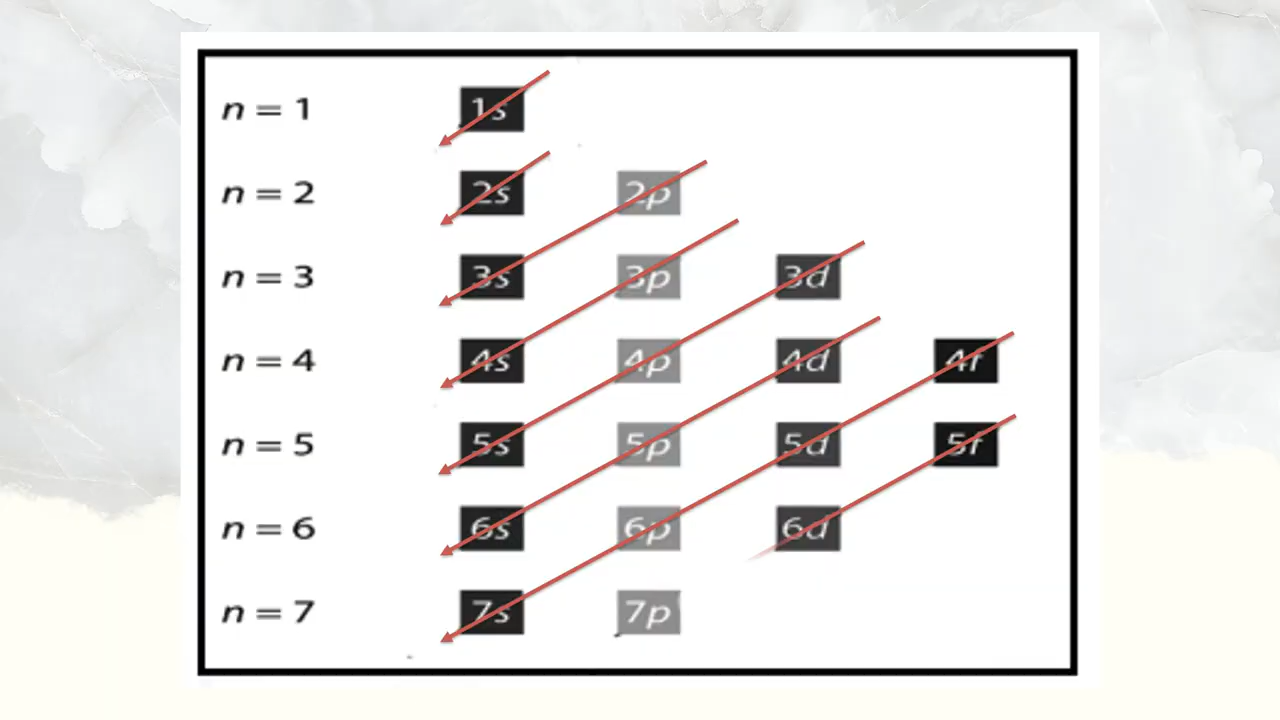 n = 1 1s
n = 2 2s 2p
n = 3 3s 3p 3d
n = 4 4s 4p 4d 4f
n = 5 5s 5p 5d 5f
n = 6 6s 6p 6d
n = 7 7s 7p